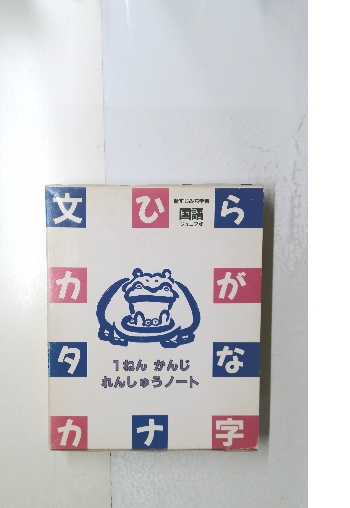 文 ひ ら
国語
カ が
タ な
1ねん かんじ
れんしゅうノート
カ ナ 字